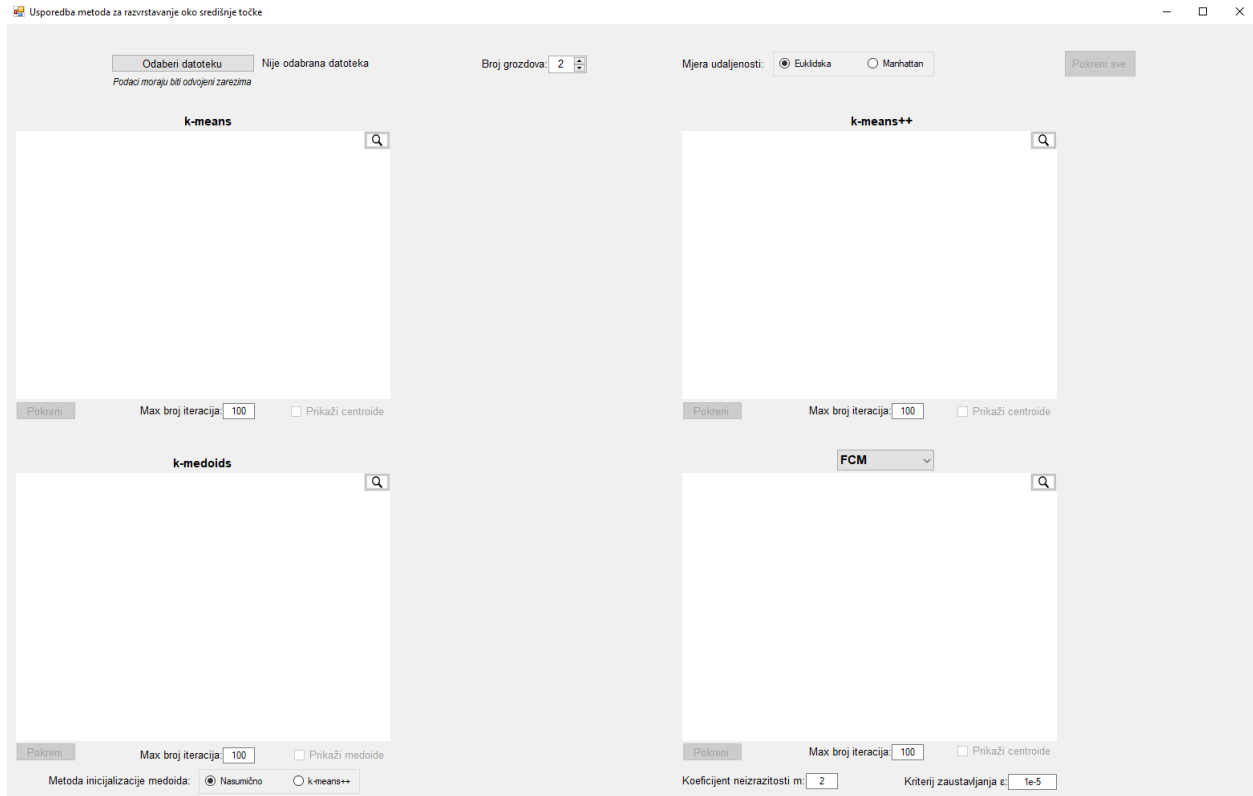 Usporedba metoda za razvrstavanje oko središnje točke
Odaberi datoteku Nije odabrana datoteka Broj grozdova: 2 Mjera udaljenosti: Euklidska Manhattan Pokreni sve
Podaci moraju biti odvojeni zarezima
k-means k-means++
Pokreni Max broj iteracija: 100 Prikaži centroide Pokreni Max broj iteracija: 100 Prikaži centroide
k-medoids FCM
Pokreni Max broj iteracija: 100 Prikaži medoide Pokreni Max broj iteracija: 100 Prikaži centroide
Metoda inicijalizacije medoida: Nasumično k-means++ Koeficijent neizrazitosti m: 2 Kriterij zaustavljanja ε: 1e-5